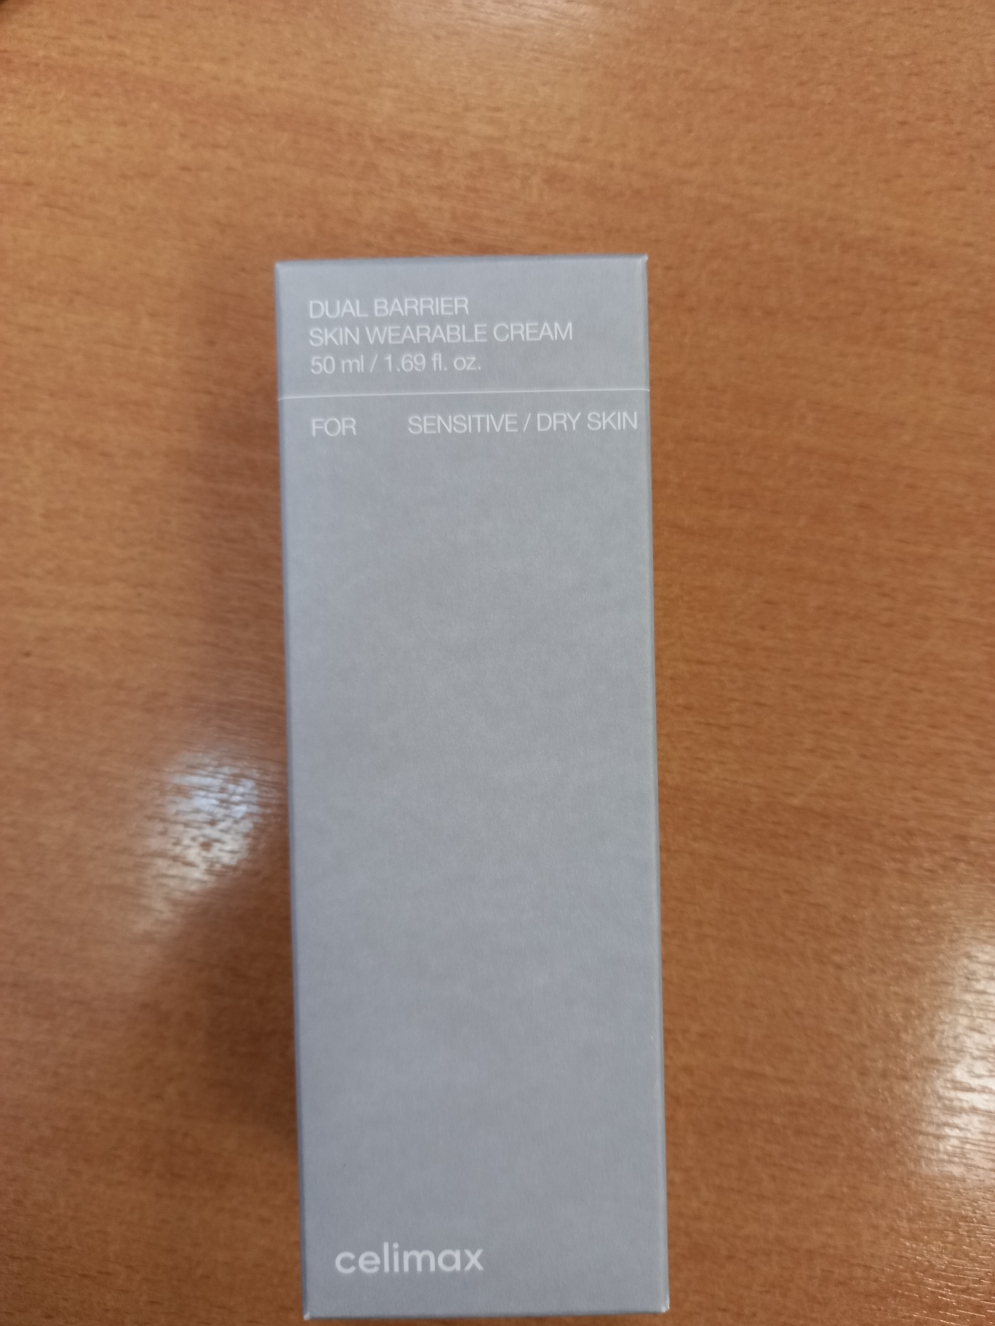 DUAL BARRIER
SKIN WEARABLE CREAM
50 ml / 1.69 fl. oz.
FOR SENSITIVE / DRY SKIN
celimax